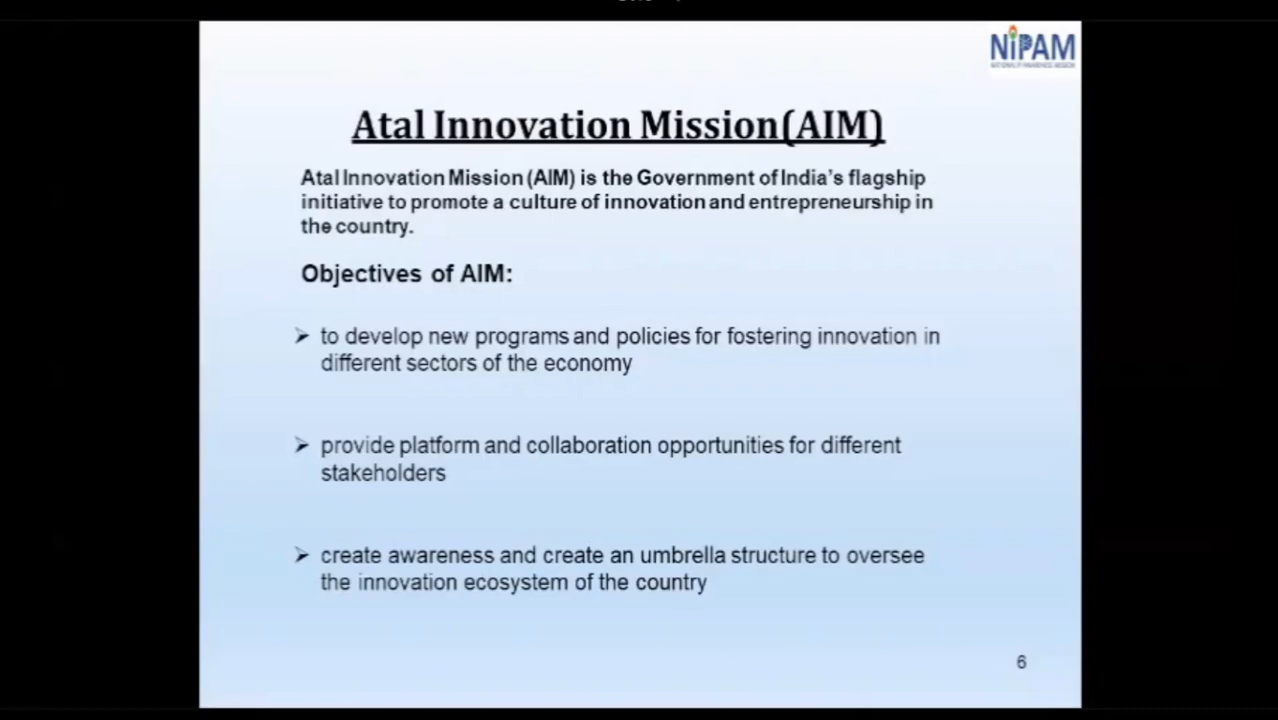 NiPAM
Atal Innovation Mission(AIM)
Atal Innovation Mission (AIM) is the Government of India's flagship
initiative to promote a culture of innovation and entrepreneurship in
the country.
Objectives of AIM:
➢ to develop new programs and policies for fostering innovation in
different sectors of the economy
➢ provide platform and collaboration opportunities for different
stakeholders
➢ create awareness and create an umbrella structure to oversee
the innovation ecosystem of the country
6